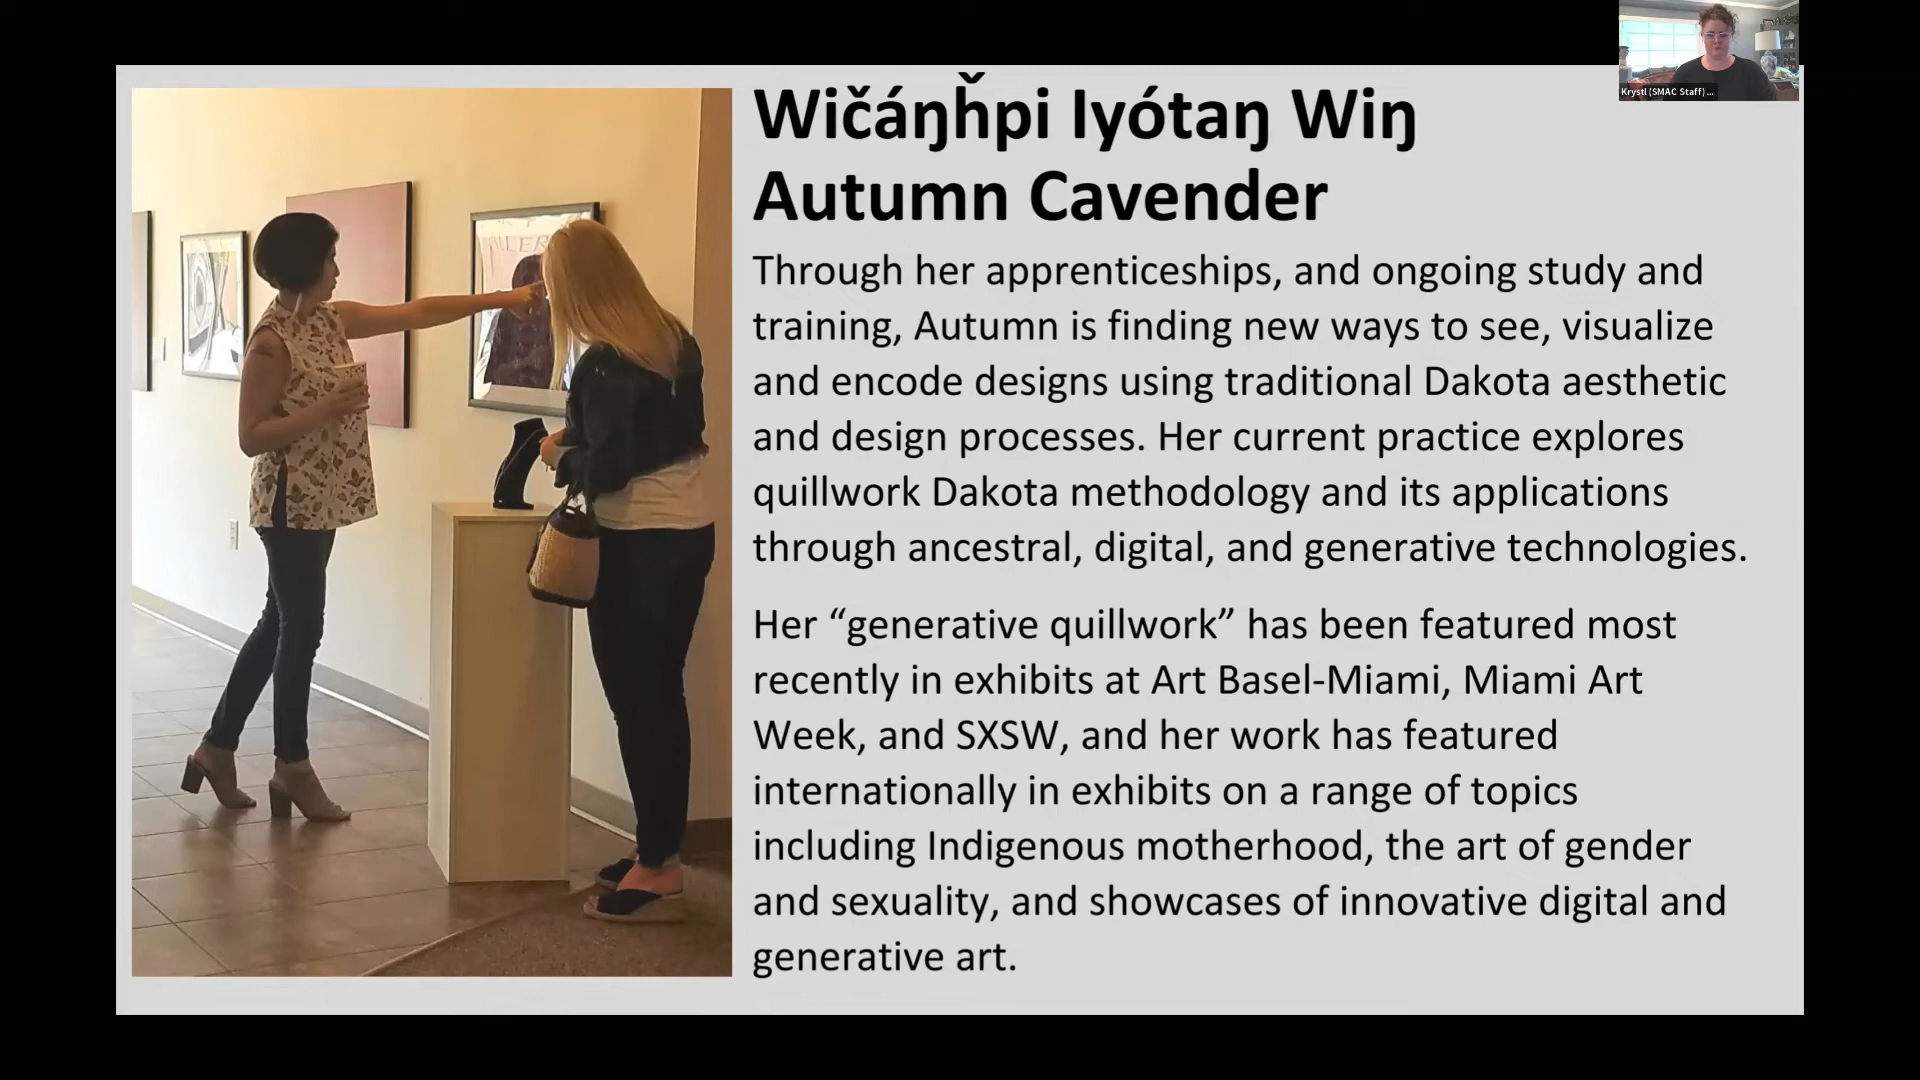 Wičáŋȟpi Iyótaŋ Wiŋ
Autumn Cavender
Through her apprenticeships, and ongoing study and
training, Autumn is finding new ways to see, visualize
and encode designs using traditional Dakota aesthetic
and design processes. Her current practice explores
quillwork Dakota methodology and its applications
through ancestral, digital, and generative technologies.
Her “generative quillwork” has been featured most
recently in exhibits at Art Basel-Miami, Miami Art
Week, and SXSW, and her work has featured
internationally in exhibits on a range of topics
including Indigenous motherhood, the art of gender
and sexuality, and showcases of innovative digital and
generative art.
Krystl (SMAC Staff) ...